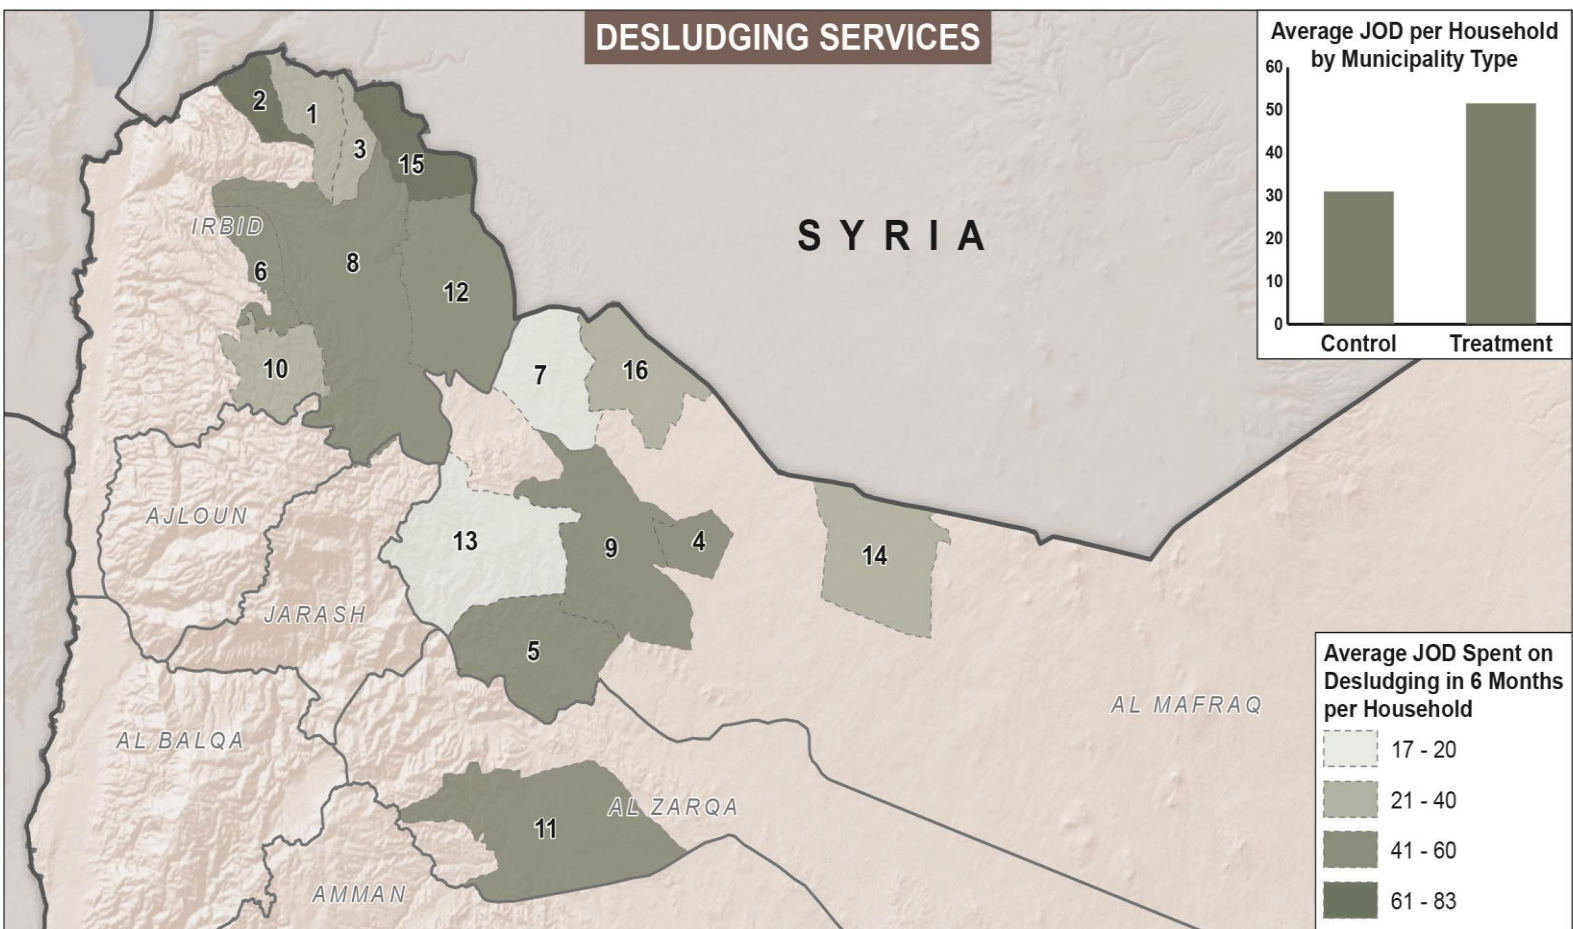 DESLUDGING SERVICES
Average JOD per Household
by Municipality Type
60
50
40
30
20
10
0
Control
Treatment
SYRIA
2
1
3
15
IRBID
6
8
12
10
7
16
AJLOUN
13
9
4
14
JARASH
5
AL BALQA
AL MAFRAQ
11
AL ZARQA
AMMAN
Average JOD Spent on
Desludging in 6 Months
per Household
17 - 20
21 - 40
41 - 60
61 - 83